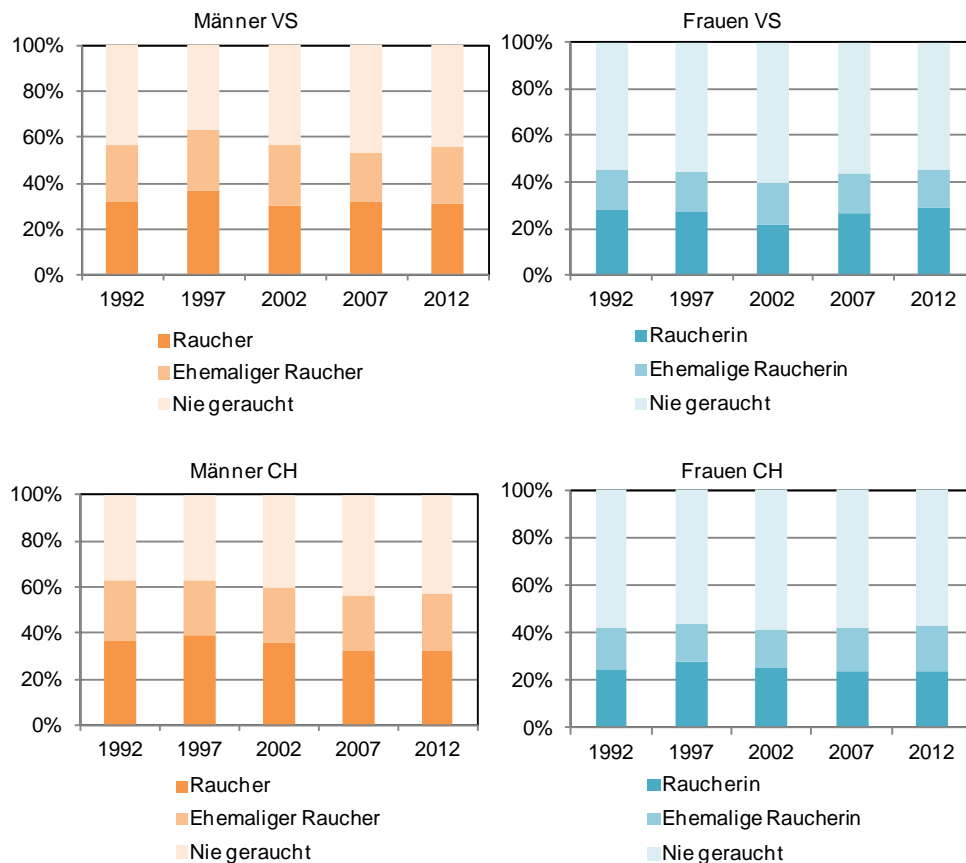 Männer VS
100%
80%
60%
40%
20%
0%
1992 1997 2002 2007 2012
Raucher
Ehemaliger Raucher
Nie geraucht
Frauen VS
100%
80%
60%
40%
20%
0%
1992 1997 2002 2007 2012
Raucherin
Ehemalige Raucherin
Nie geraucht
Männer CH
100%
80%
60%
40%
20%
0%
1992 1997 2002 2007 2012
Raucher
Ehemaliger Raucher
Nie geraucht
Frauen CH
100%
80%
60%
40%
20%
0%
1992 1997 2002 2007 2012
Raucherin
Ehemalige Raucherin
Nie geraucht